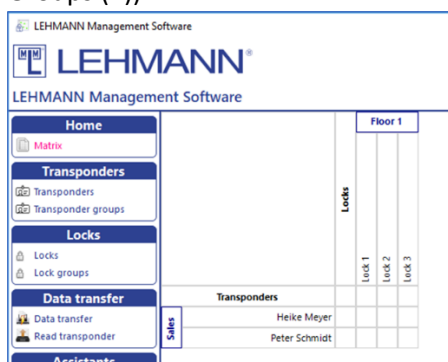 LEHMANN Management Software
LEHMANN®
LEHMANN Management Software
Home
Matrix
Transponders
Transponders
Transponder groups
Locks
Locks
Lock groups
Data transfer
Data transfer
Read transponder
Assistants
Floor 1
Locks
Lock 1
Lock 2
Lock 3
Transponders
Sales
Heike Meyer
Peter Schmidt